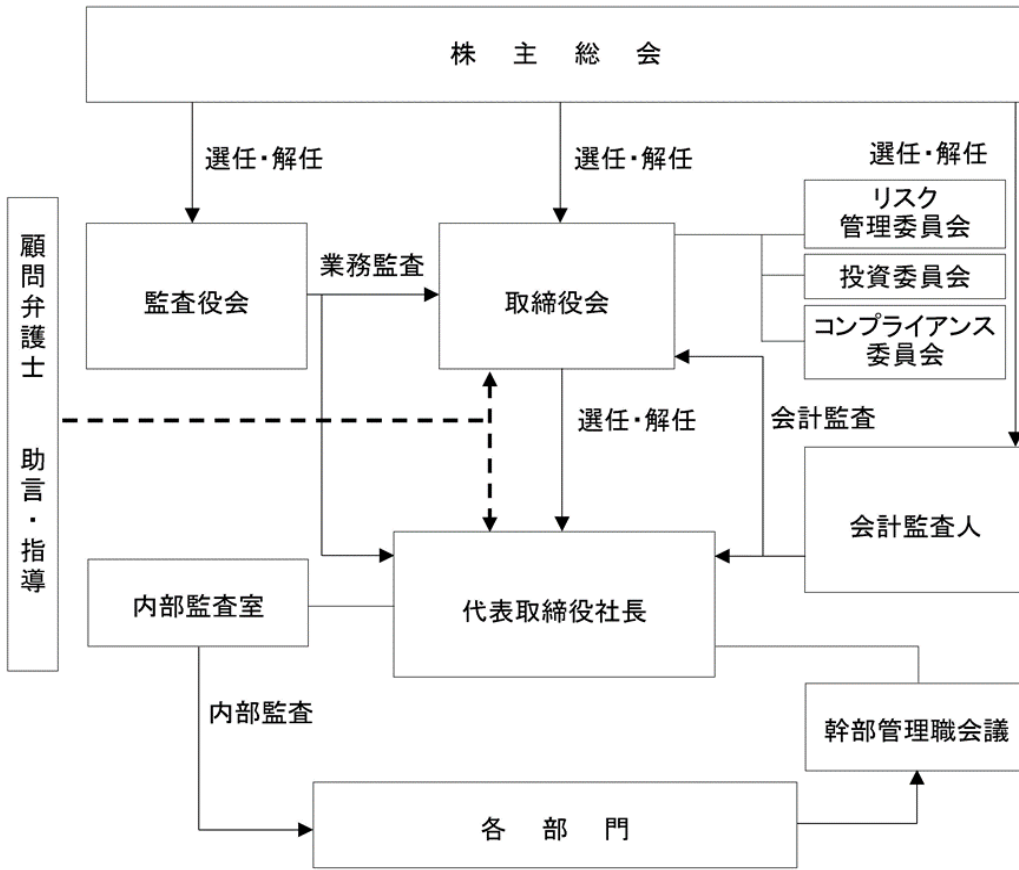 株主総会
選任・解任
選任・解任
選任・解任
顧問弁護士 助言・指導
監査役会
業務監査
取締役会
リスク
管理委員会
投資委員会
コンプライアンス
委員会
選任・解任
会計監査
会計監査人
内部監査室
代表取締役社長
内部監査
幹部管理職会議
各部門